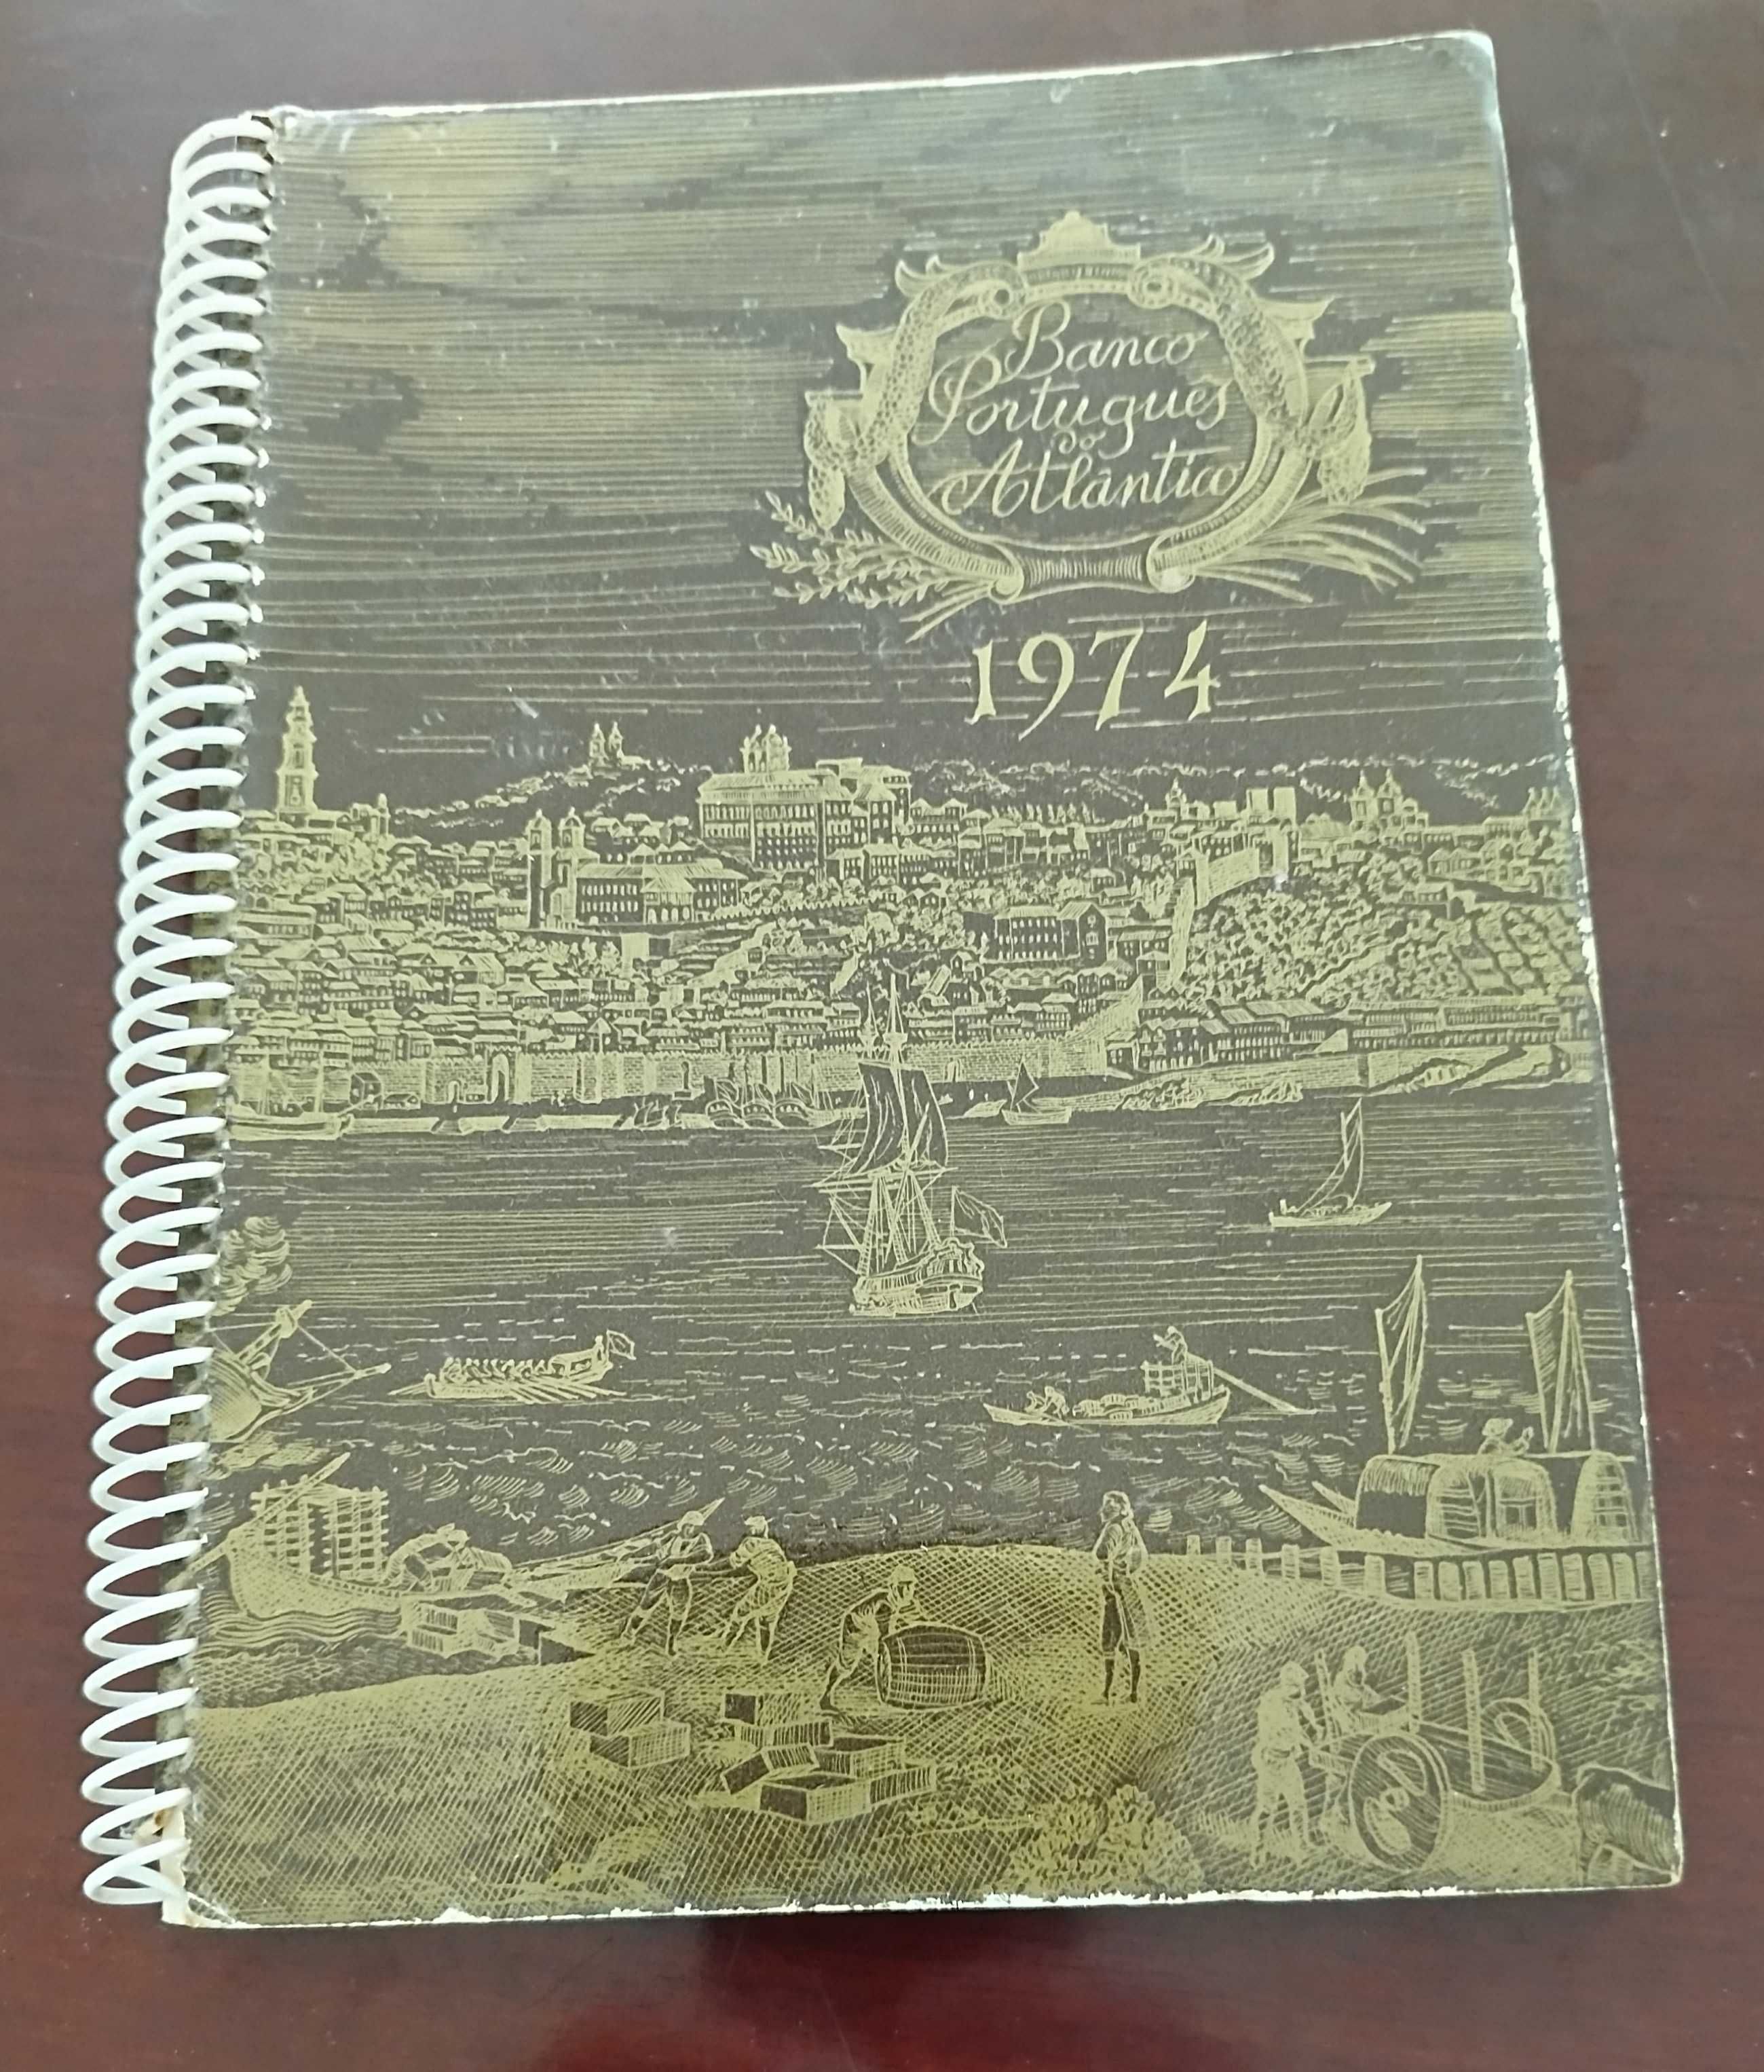 Banco
Português
do
Atlântico
1974